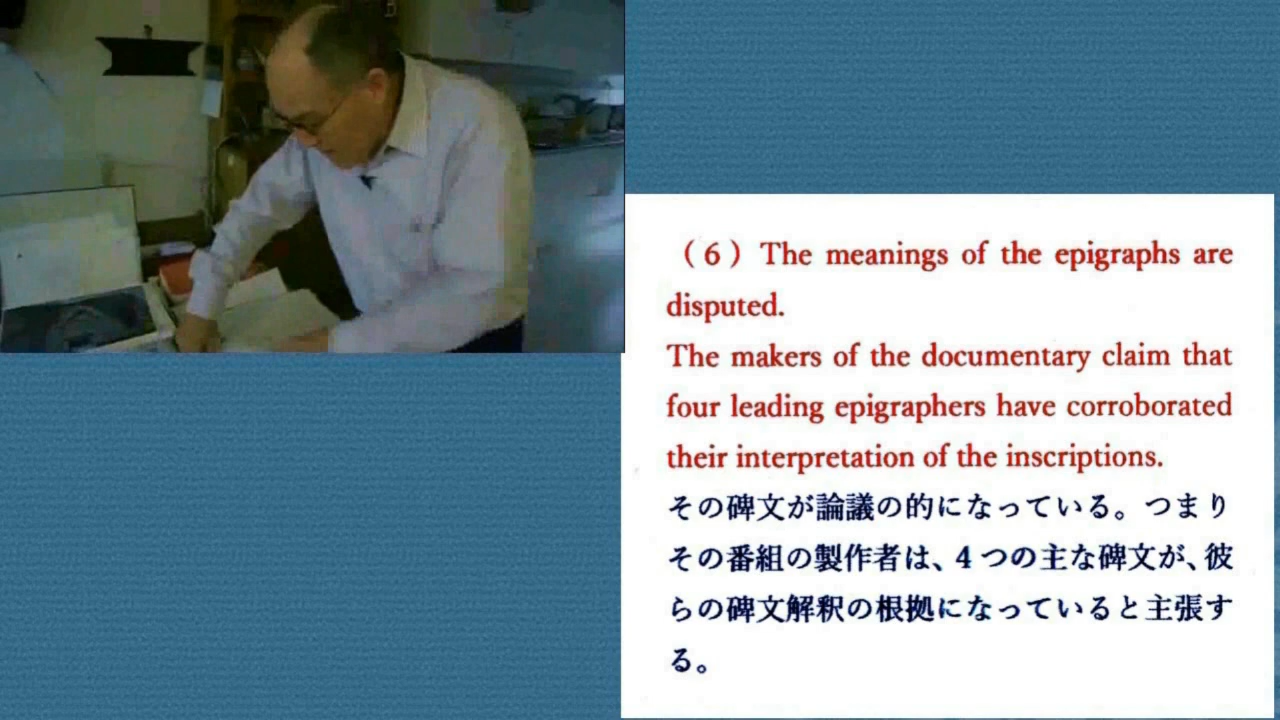 （６）The meanings of the epigraphs are
disputed.
The makers of the documentary claim that
four leading epigraphers have corroborated
their interpretation of the inscriptions.
その碑文が論議の的になっている。つまり
その番組の製作者は、４つの主な碑文が、彼
らの碑文解釈の根拠になっていると主張す
る。